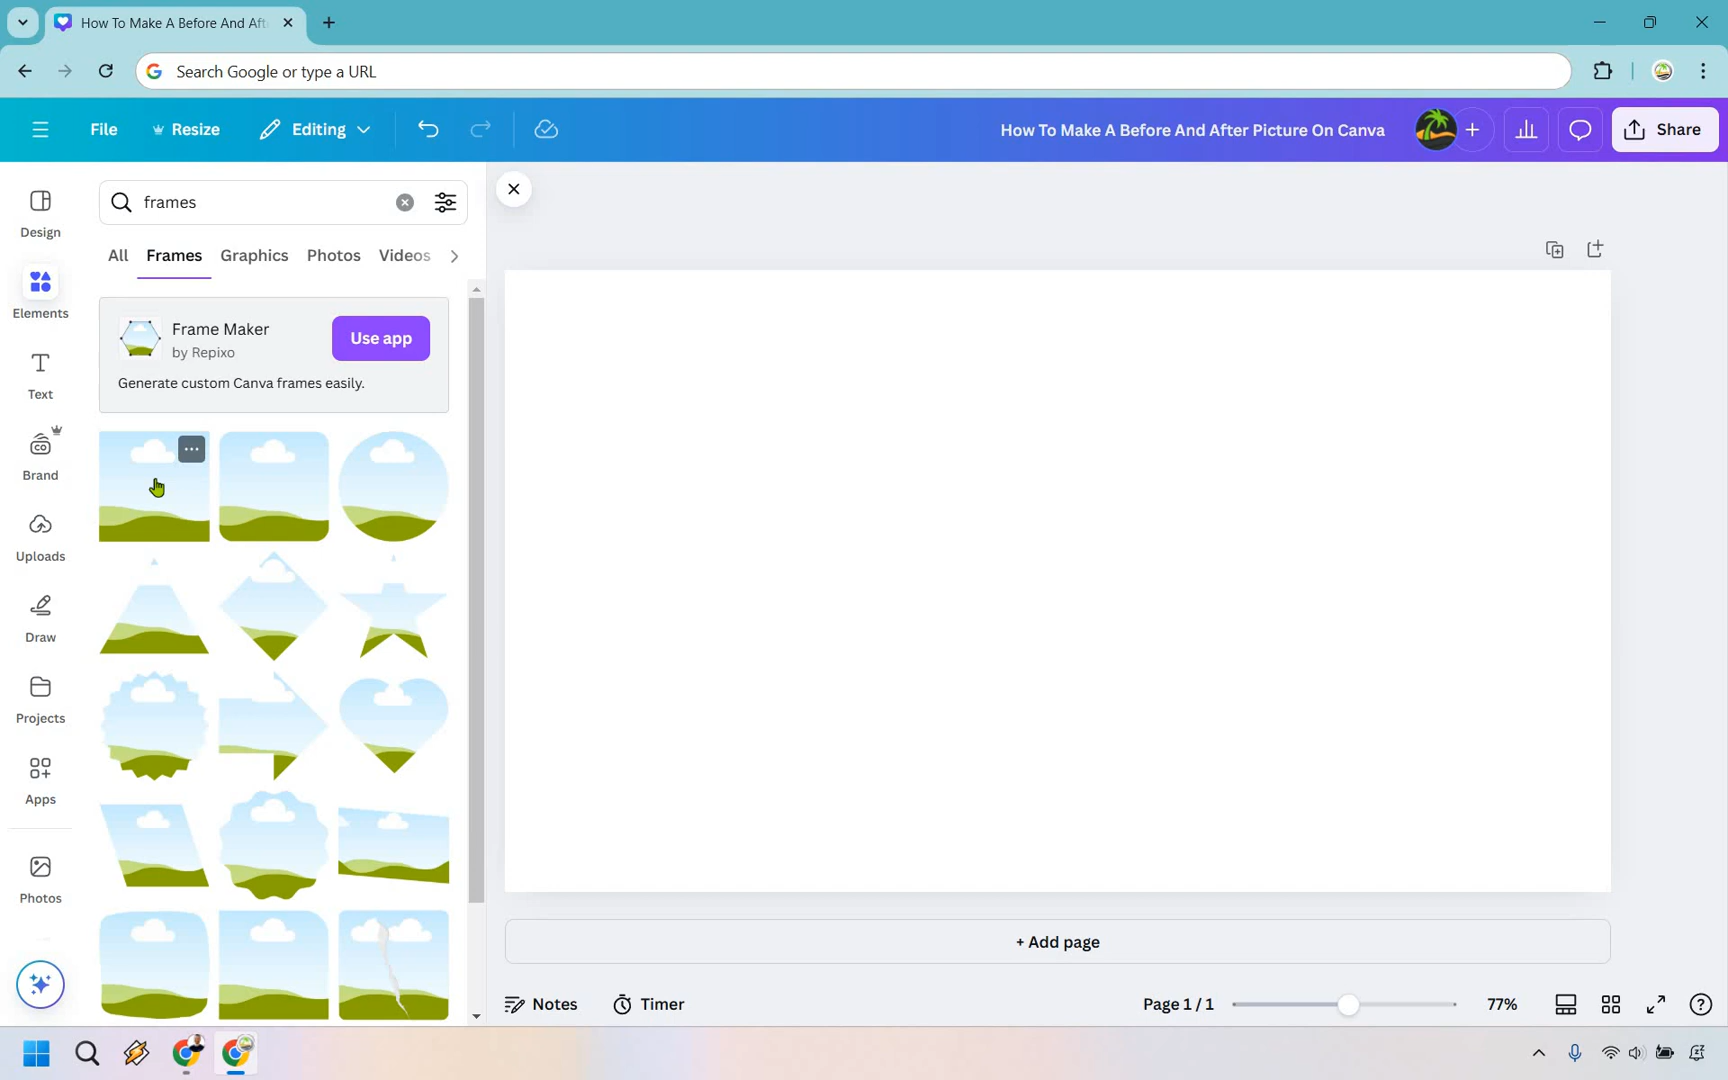 How To Make A Before And Aft
Search Google or type a URL
File
Resize
Editing
How To Make A Before And After Picture On Canva
Share
Design
Elements
Text
Brand
Uploads
Draw
Projects
Apps
Photos
frames
All
Frames
Graphics
Photos
Videos
Frame Maker
by Repixo
Use app
Generate custom Canva frames easily.
+ Add page
Notes
Timer
Page 1 / 1
77%